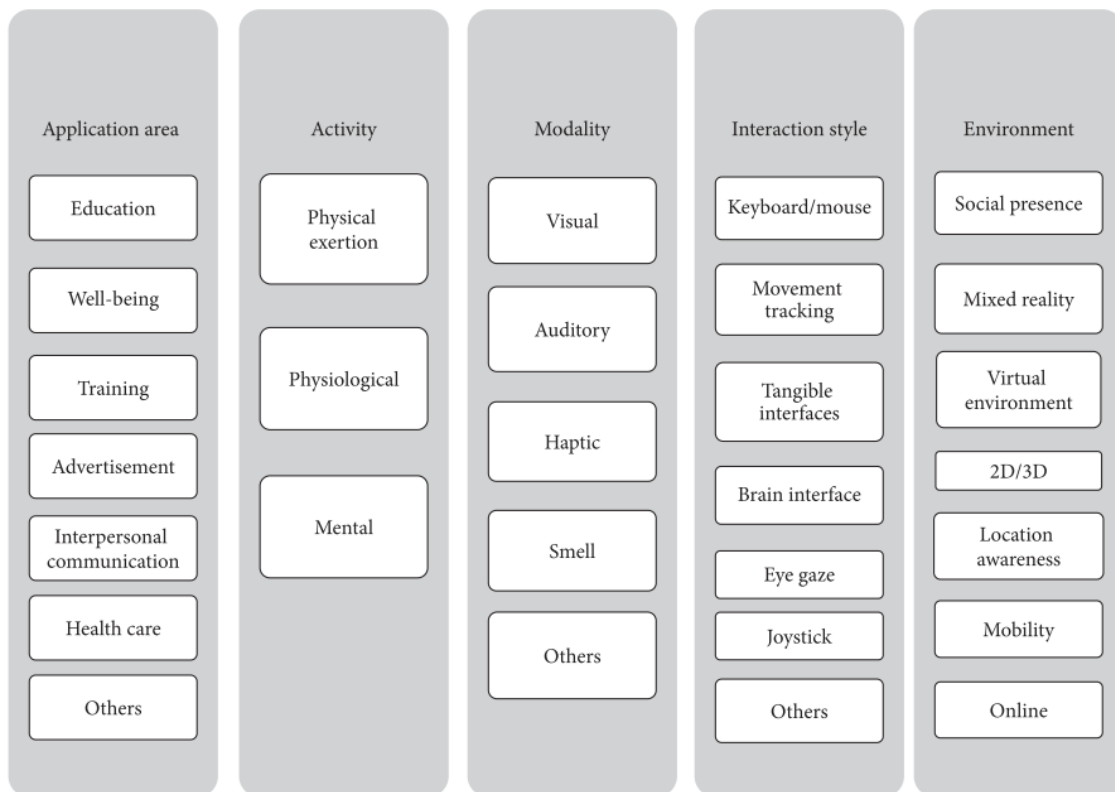 Application area
Education
Well-being
Training
Advertisement
Interpersonal
communication
Health care
Others
Activity
Physical
exertion
Physiological
Mental
Modality
Visual
Auditory
Haptic
Smell
Others
Interaction style
Keyboard/mouse
Movement
tracking
Tangible
interfaces
Brain interface
Eye gaze
Joystick
Others
Environment
Social presence
Mixed reality
Virtual
environment
2D/3D
Location
awareness
Mobility
Online